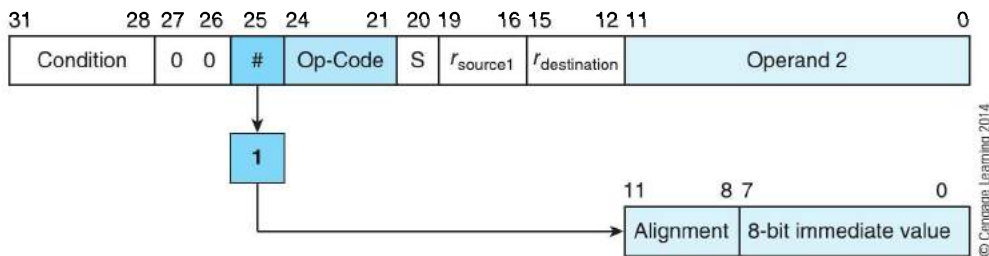 31 28 27 26 25 24 21 20 19 16 15 12 11 0
Condition 0 0 # Op-Code S rsource1 rdestination Operand 2
1
11 8 7 0
Alignment 8-bit immediate value
© Cengage Learning 2014